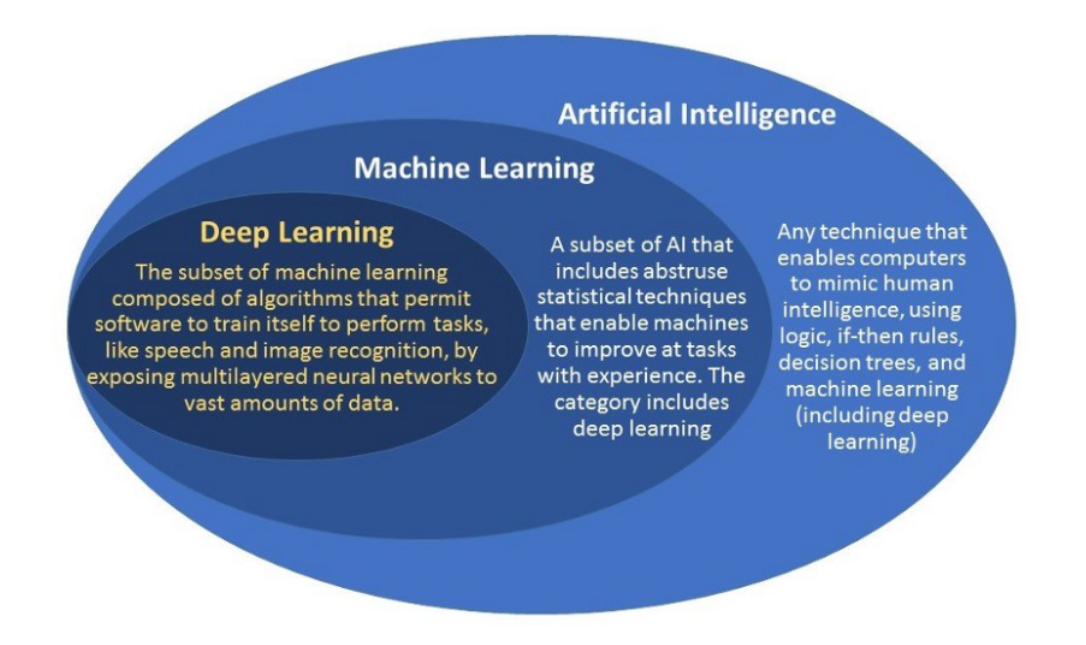 Artificial Intelligence
Machine Learning
Deep Learning
The subset of machine learning
composed of algorithms that permit
software to train itself to perform tasks,
like speech and image recognition, by
exposing multilayered neural networks to
vast amounts of data.
A subset of AI that
includes abstruse
statistical techniques
that enable machines
to improve at tasks
with experience. The
category includes
deep learning
Any technique that
enables computers
to mimic human
intelligence, using
logic, if-then rules,
decision trees, and
machine learning
(including deep
learning)